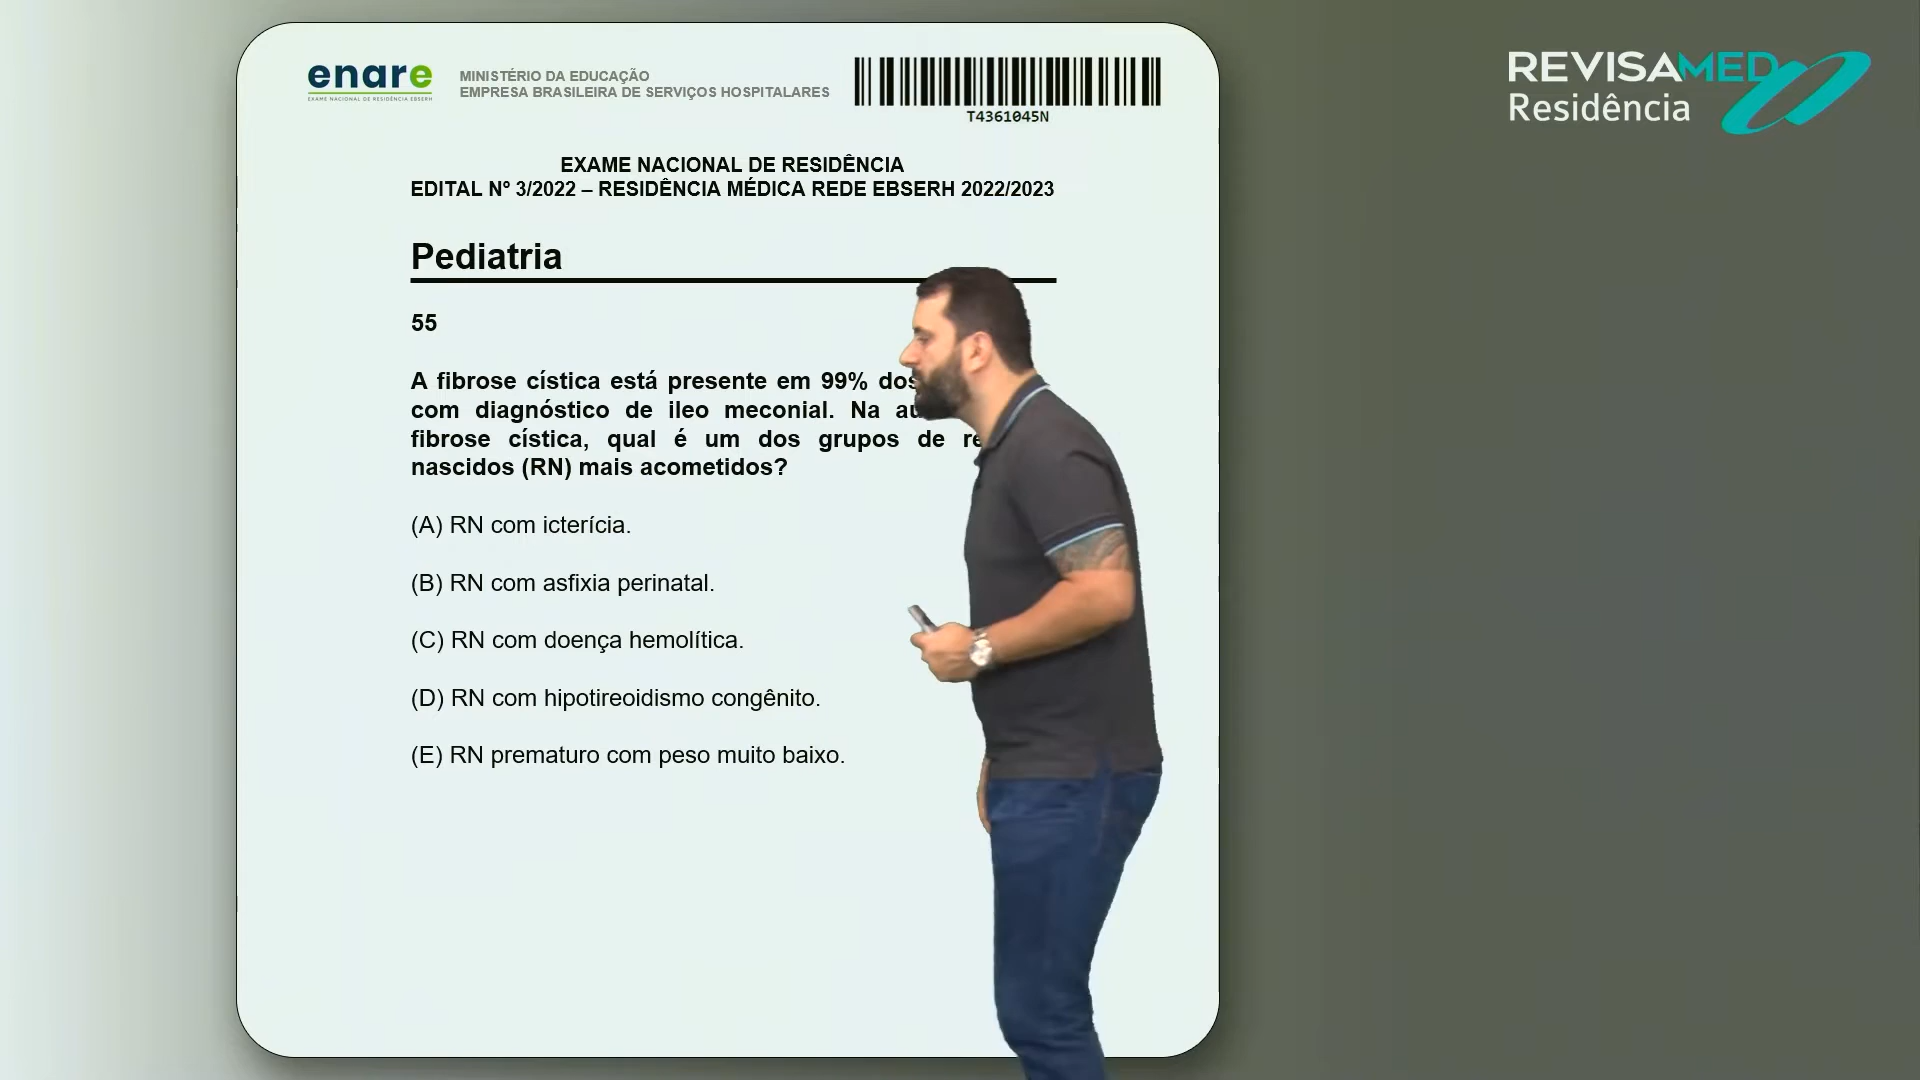 enare
EXAME NACIONAL DE RESIDÊNCIA EBSERH
MINISTÉRIO DA EDUCAÇÃO
EMPRESA BRASILEIRA DE SERVIÇOS HOSPITALARES
T4361045N
REVISAMED
Residência
EXAME NACIONAL DE RESIDÊNCIA
EDITAL Nº 3/2022 – RESIDÊNCIA MÉDICA REDE EBSERH 2022/2023
Pediatria
55
A fibrose cística está presente em 99% dos
com diagnóstico de ileo meconial. Na
fibrose cística, qual é um dos grupos de
nascidos (RN) mais acometidos?
(A) RN com icterícia.
(B) RN com asfixia perinatal.
(C) RN com doença hemolítica.
(D) RN com hipotireoidismo congênito.
(E) RN prematuro com peso muito baixo.